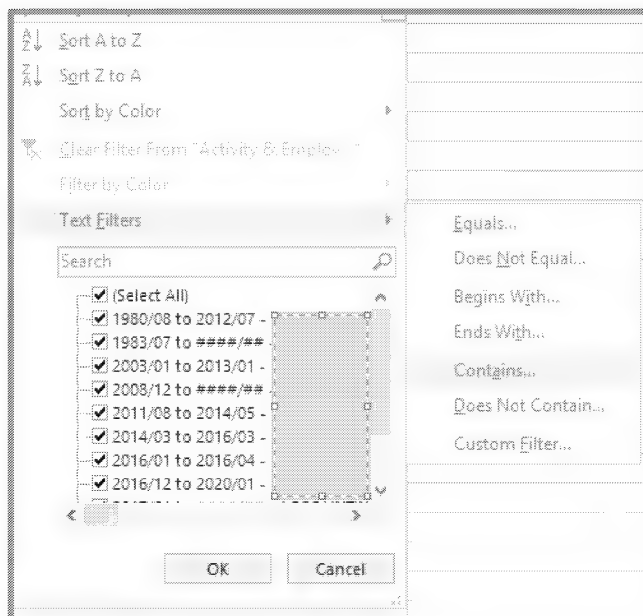 Sort A to Z
Sort Z to A
Sort by Color
Clear Filter From "Activity & Employ..."
Filter by Color
Text Filters
Search
(Select All)
1980/08 to 2012/07 -
1983/07 to ####/## -
2003/01 to 2013/01 -
2008/12 to ####/## -
2011/08 to 2014/05 -
2014/03 to 2016/03 -
2016/01 to 2016/04 -
2016/12 to 2020/01 -
OK
Cancel
Equals...
Does Not Equal...
Begins With...
Ends With...
Contains...
Does Not Contain...
Custom Filter...